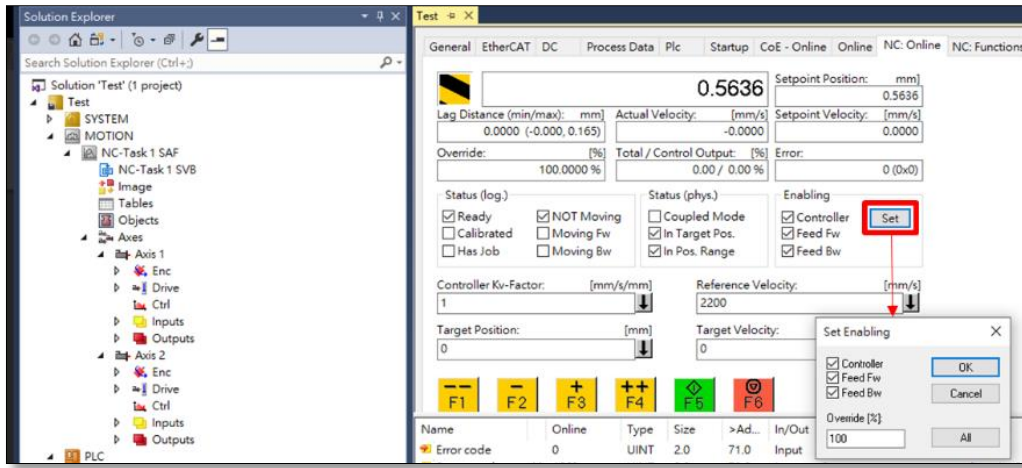 Solution Explorer
Search Solution Explorer (Ctrl+;)
Solution 'Test' (1 project)
Test
SYSTEM
MOTION
NC-Task 1 SAF
NC-Task 1 SVB
Image
Tables
Objects
Axes
Axis 1
Enc
Drive
Ctrl
Inputs
Outputs
Axis 2
Enc
Drive
Ctrl
Inputs
Outputs
PLC
Test
General EtherCAT DC Process Data Plc Startup CoE - Online Online NC: Online NC: Functions
0.5636
Setpoint Position: mm]
0.5636
Lag Distance (min/max): mm] Actual Velocity: [mm/s] Setpoint Velocity: [mm/s]
0.0000 (-0.000, 0.165) -0.0000 0.0000
Override: [%] Total / Control Output: [%] Error:
100.0000 % 0.00 / 0.00 % 0 (0x0)
Status (log.) Status (phys.) Enabling
Ready NOT Moving Coupled Mode Controller Set
Calibrated Moving Fw In Target Pos. Feed Fw
Has Job Moving Bw In Pos. Range Feed Bw
Controller Kv-Factor: [mm/s/mm] Reference Velocity: [mm/s]
1 2200
Target Position: [mm] Target Velocity:
0 0
-- - + ++
F1 F2 F3 F4 F5 F6
Name Online Type Size >Ad... In/Out
Error code 0 UINT 2.0 71.0 Input
Set Enabling
Controller OK
Feed Fw
Feed Bw Cancel
Override [%]:
100 All